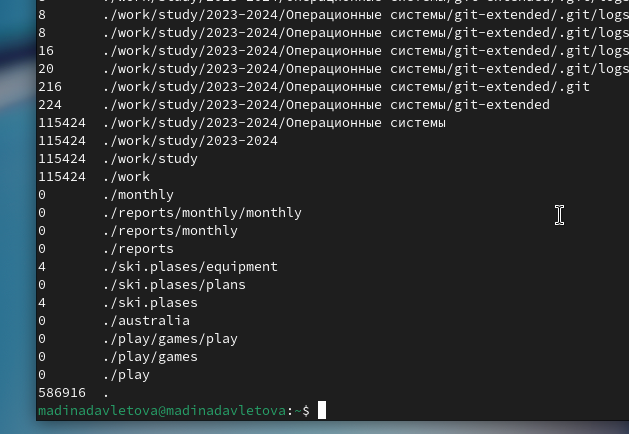 8 ./work/study/2023-2024/Операционные системы/git-extended/.git/logs
8 ./work/study/2023-2024/Операционные системы/git-extended/.git/logs
16 ./work/study/2023-2024/Операционные системы/git-extended/.git/logs
20 ./work/study/2023-2024/Операционные системы/git-extended/.git/logs
216 ./work/study/2023-2024/Операционные системы/git-extended/.git
224 ./work/study/2023-2024/Операционные системы/git-extended
115424 ./work/study/2023-2024/Операционные системы
115424 ./work/study/2023-2024
115424 ./work/study
115424 ./work
0 ./monthly
0 ./reports/monthly/monthly
0 ./reports/monthly
0 ./reports
4 ./ski.plases/equipment
0 ./ski.plases/plans
4 ./ski.plases
0 ./australia
0 ./play/games/play
0 ./play/games
0 ./play
586916 .
madinadavletova@madinadavletova:~$